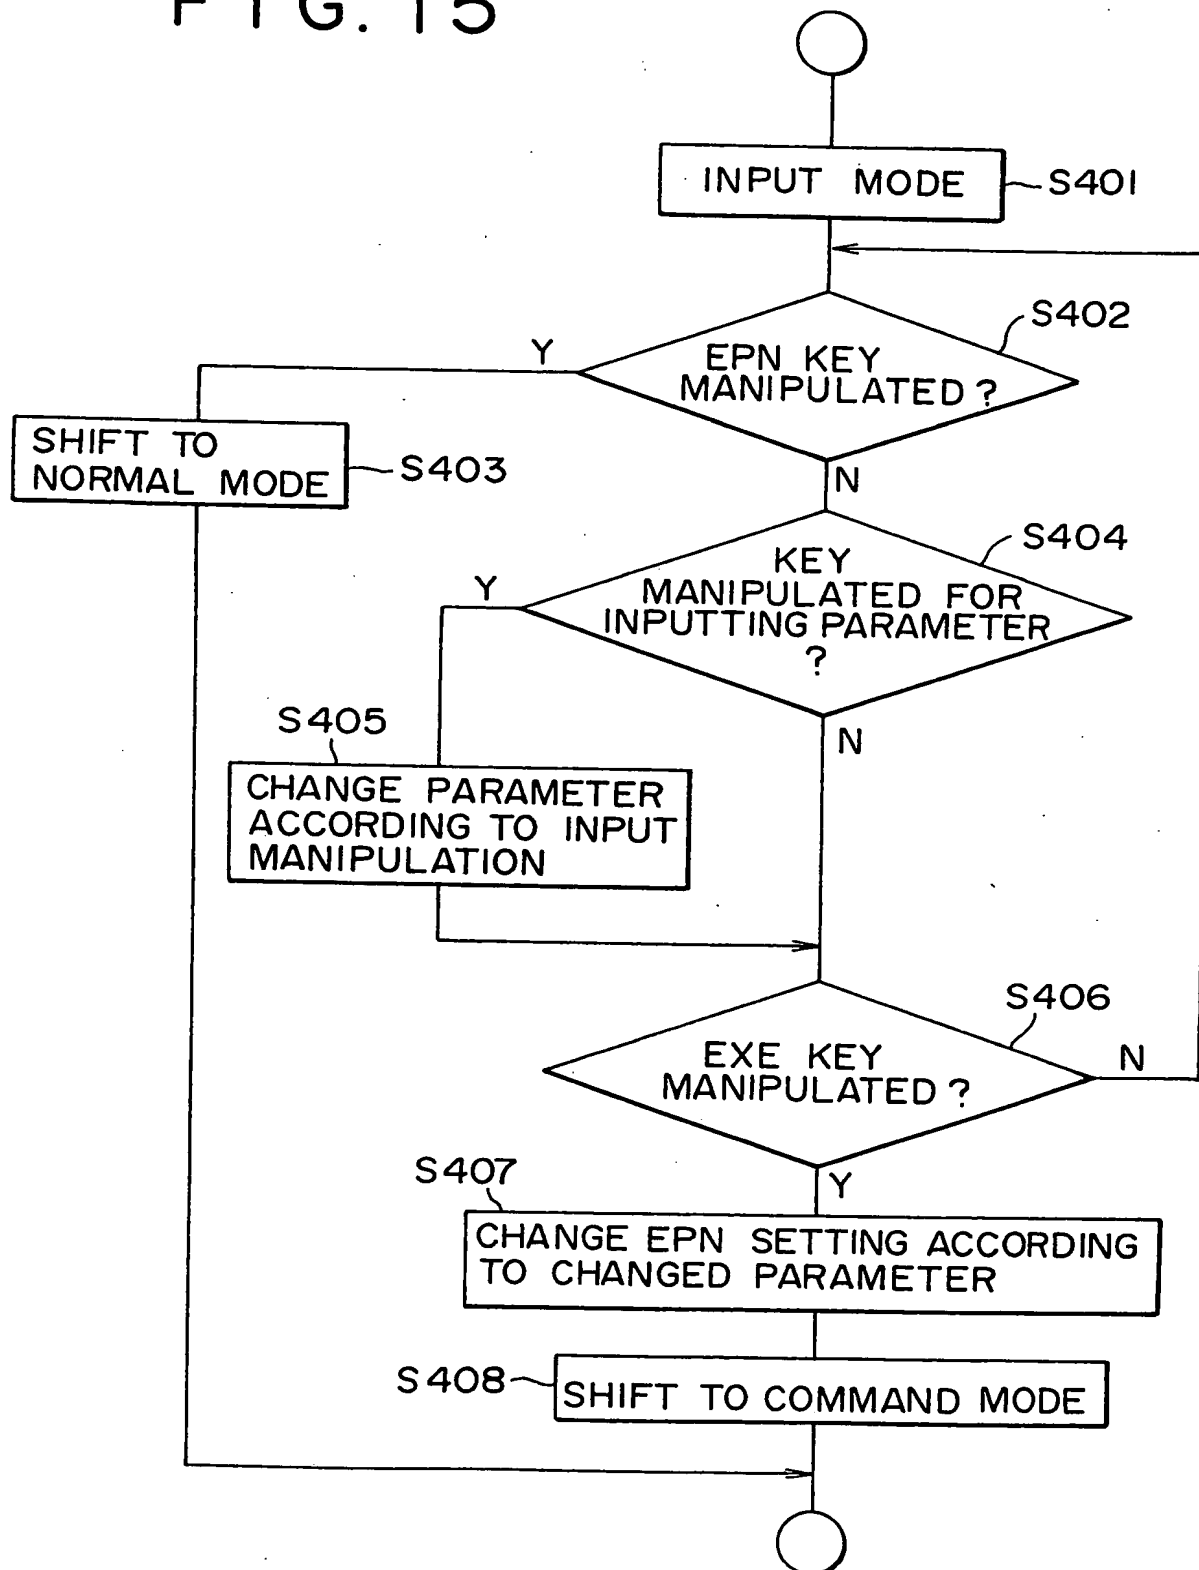 FIG. 15
INPUT MODE
S401
S402
Y
EPN KEY
MANIPULATED?
SHIFT TO
NORMAL MODE
S403
N
S404
Y
KEY
MANIPULATED FOR
INPUTTING PARAMETER
?
S405
N
CHANGE PARAMETER
ACCORDING TO INPUT
MANIPULATION
S406
EXE KEY
MANIPULATED?
N
S407
Y
CHANGE EPN SETTING ACCORDING
TO CHANGED PARAMETER
S408
SHIFT TO COMMAND MODE